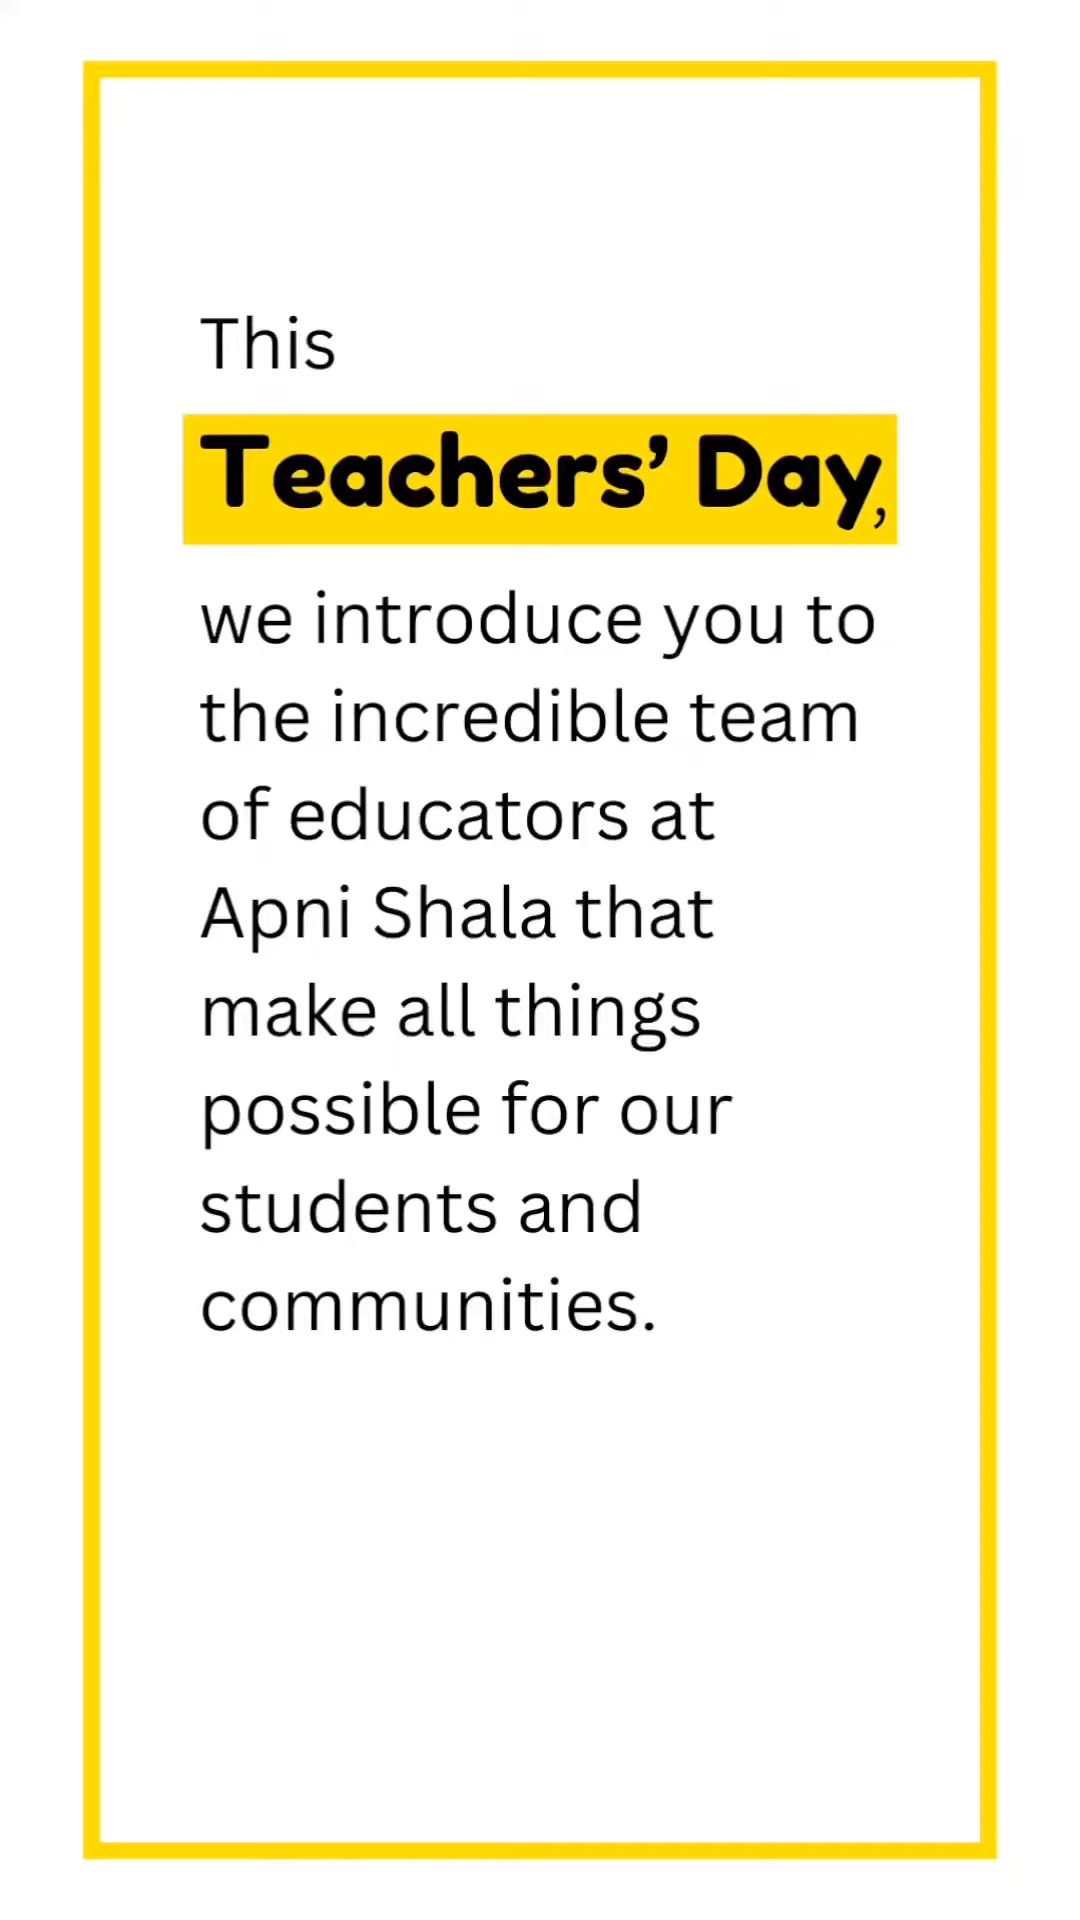 This
Teachers’ Day,
we introduce you to
the incredible team
of educators at
Apni Shala that
make all things
possible for our
students and
communities.